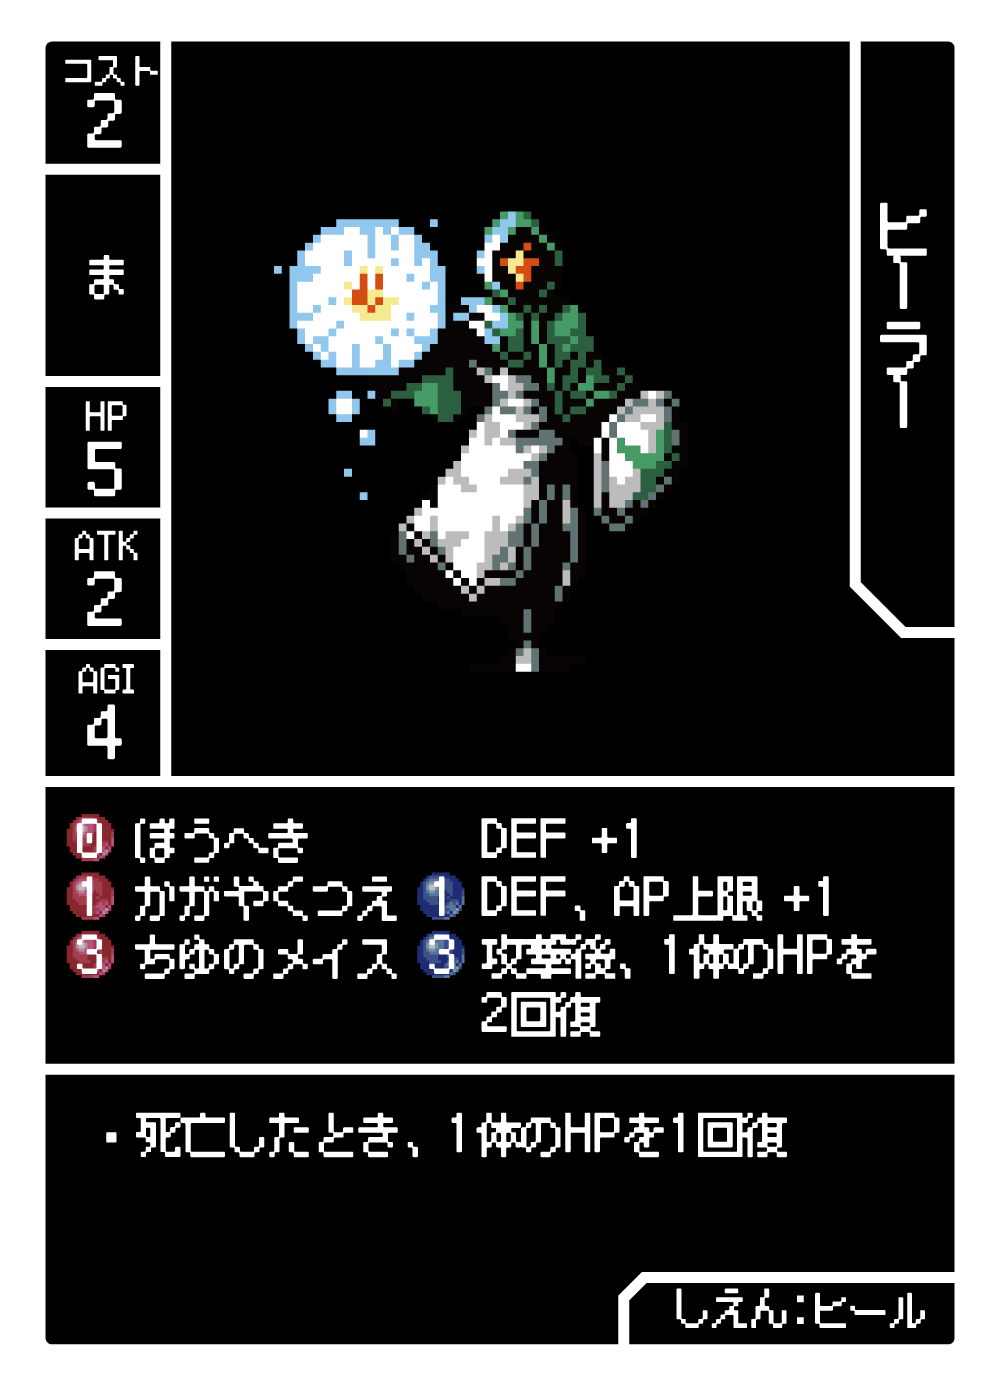 コスト
2
ま
HP
5
ATK
2
AGI
4
ヒーラー
0 ぼうへき DEF +1
1 かがやくつえ 1 DEF、AP上限 +1
3 ちゆのメイス 3 攻撃後、1体のHPを
2回復
・死亡したとき、1体のHPを1回復
しえん:ヒール